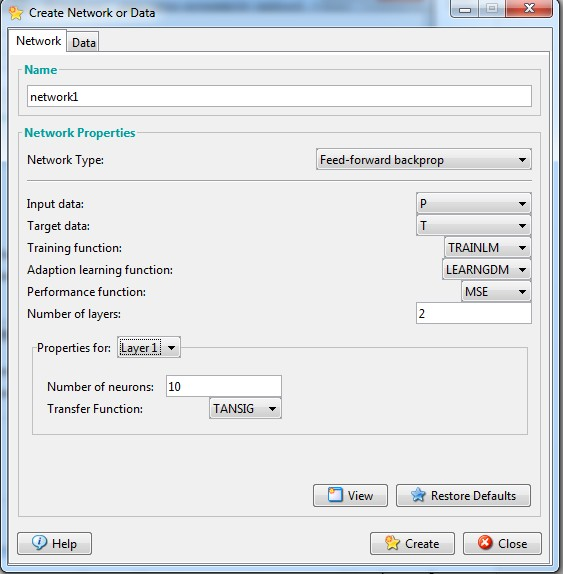 Create Network or Data
Network Data
Name
network1
Network Properties
Network Type: Feed-forward backprop
Input data: P
Target data: T
Training function: TRAINLM
Adaption learning function: LEARNGDM
Performance function: MSE
Number of layers: 2
Properties for: Layer 1
Number of neurons: 10
Transfer Function: TANSIG
View Restore Defaults
Help Create Close